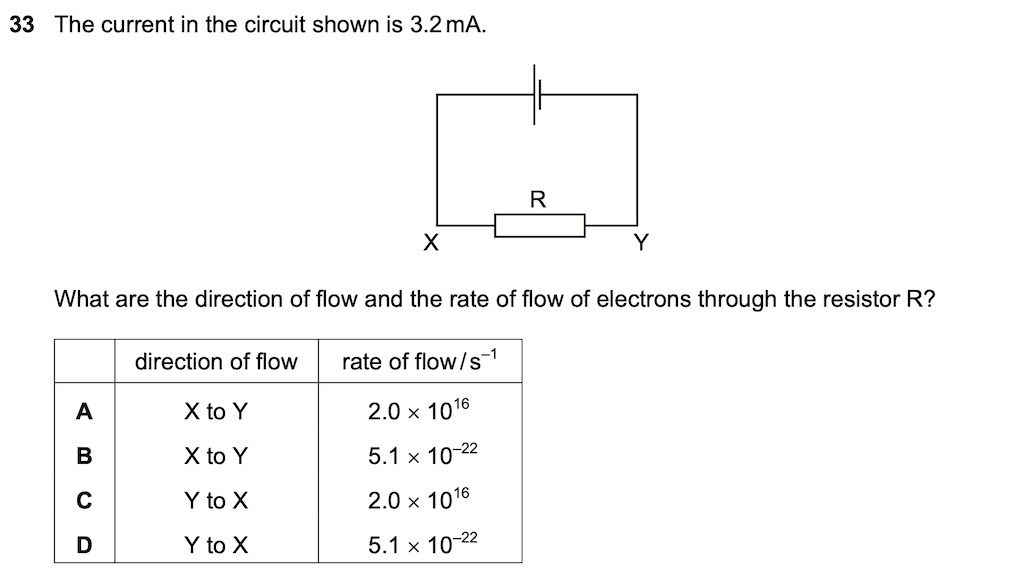 33 The current in the circuit shown is 3.2 mA.
R
X Y
What are the direction of flow and the rate of flow of electrons through the resistor R?
direction of flow rate of flow / s⁻¹
A X to Y 2.0 × 10¹⁶
B X to Y 5.1 × 10⁻²²
C Y to X 2.0 × 10¹⁶
D Y to X 5.1 × 10⁻²²